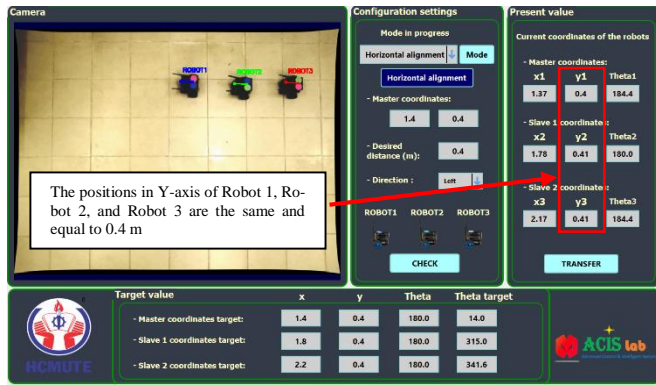 Camera
ROBOT1 ROBOT2 ROBOT3
The positions in Y-axis of Robot 1, Ro-
bot 2, and Robot 3 are the same and
equal to 0.4 m
Configuration settings
Mode in progress
Horizontal alignment Mode
Horizontal alignment
- Master coordinates:
1.4 0.4
- Desired
distance (m): 0.4
- Direction : Left
ROBOT1 ROBOT2 ROBOT3
CHECK
Present value
Current coordinates of the robots
- Master coordinates:
x1 y1 Theta1
1.37 0.4 184.4
- Slave 1 coordinates:
x2 y2 Theta2
1.78 0.41 180.0
- Slave 2 coordinates:
x3 y3 Theta3
2.17 0.41 184.4
TRANSFER
HCMUTE
Target value x y Theta Theta target
- Master coordinates target: 1.4 0.4 180.0 14.0
- Slave 1 coordinates target: 1.8 0.4 180.0 315.0
- Slave 2 coordinates target: 2.2 0.4 180.0 341.6
ACIS Lab